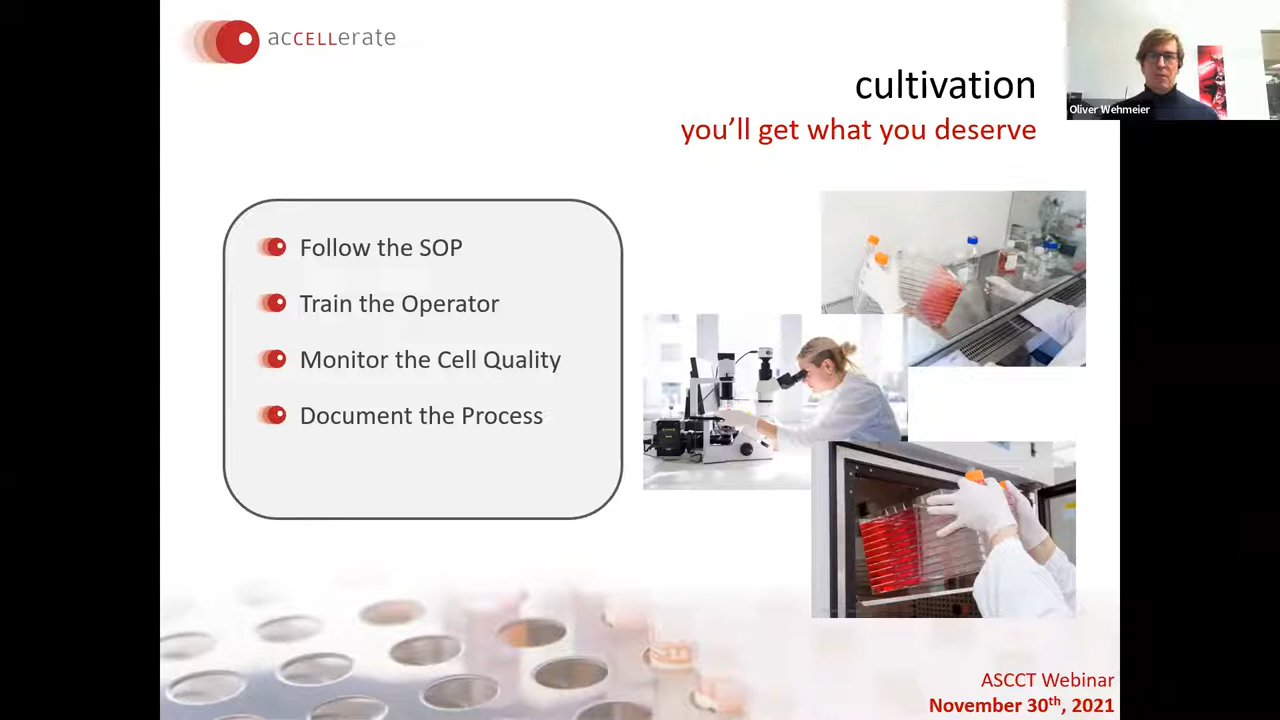 acCELLerate
cultivation
you'll get what you deserve
Oliver Wehmeier
Follow the SOP
Train the Operator
Monitor the Cell Quality
Document the Process
ASCCT Webinar
November 30th, 2021